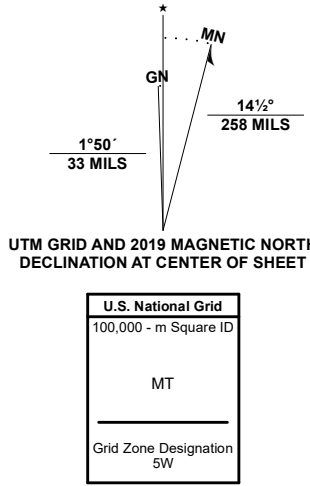 MN
GN
14½°
258 MILS
1°50´
33 MILS
UTM GRID AND 2019 MAGNETIC NORTH
DECLINATION AT CENTER OF SHEET
U.S. National Grid
100,000 - m Square ID
MT
Grid Zone Designation
5W